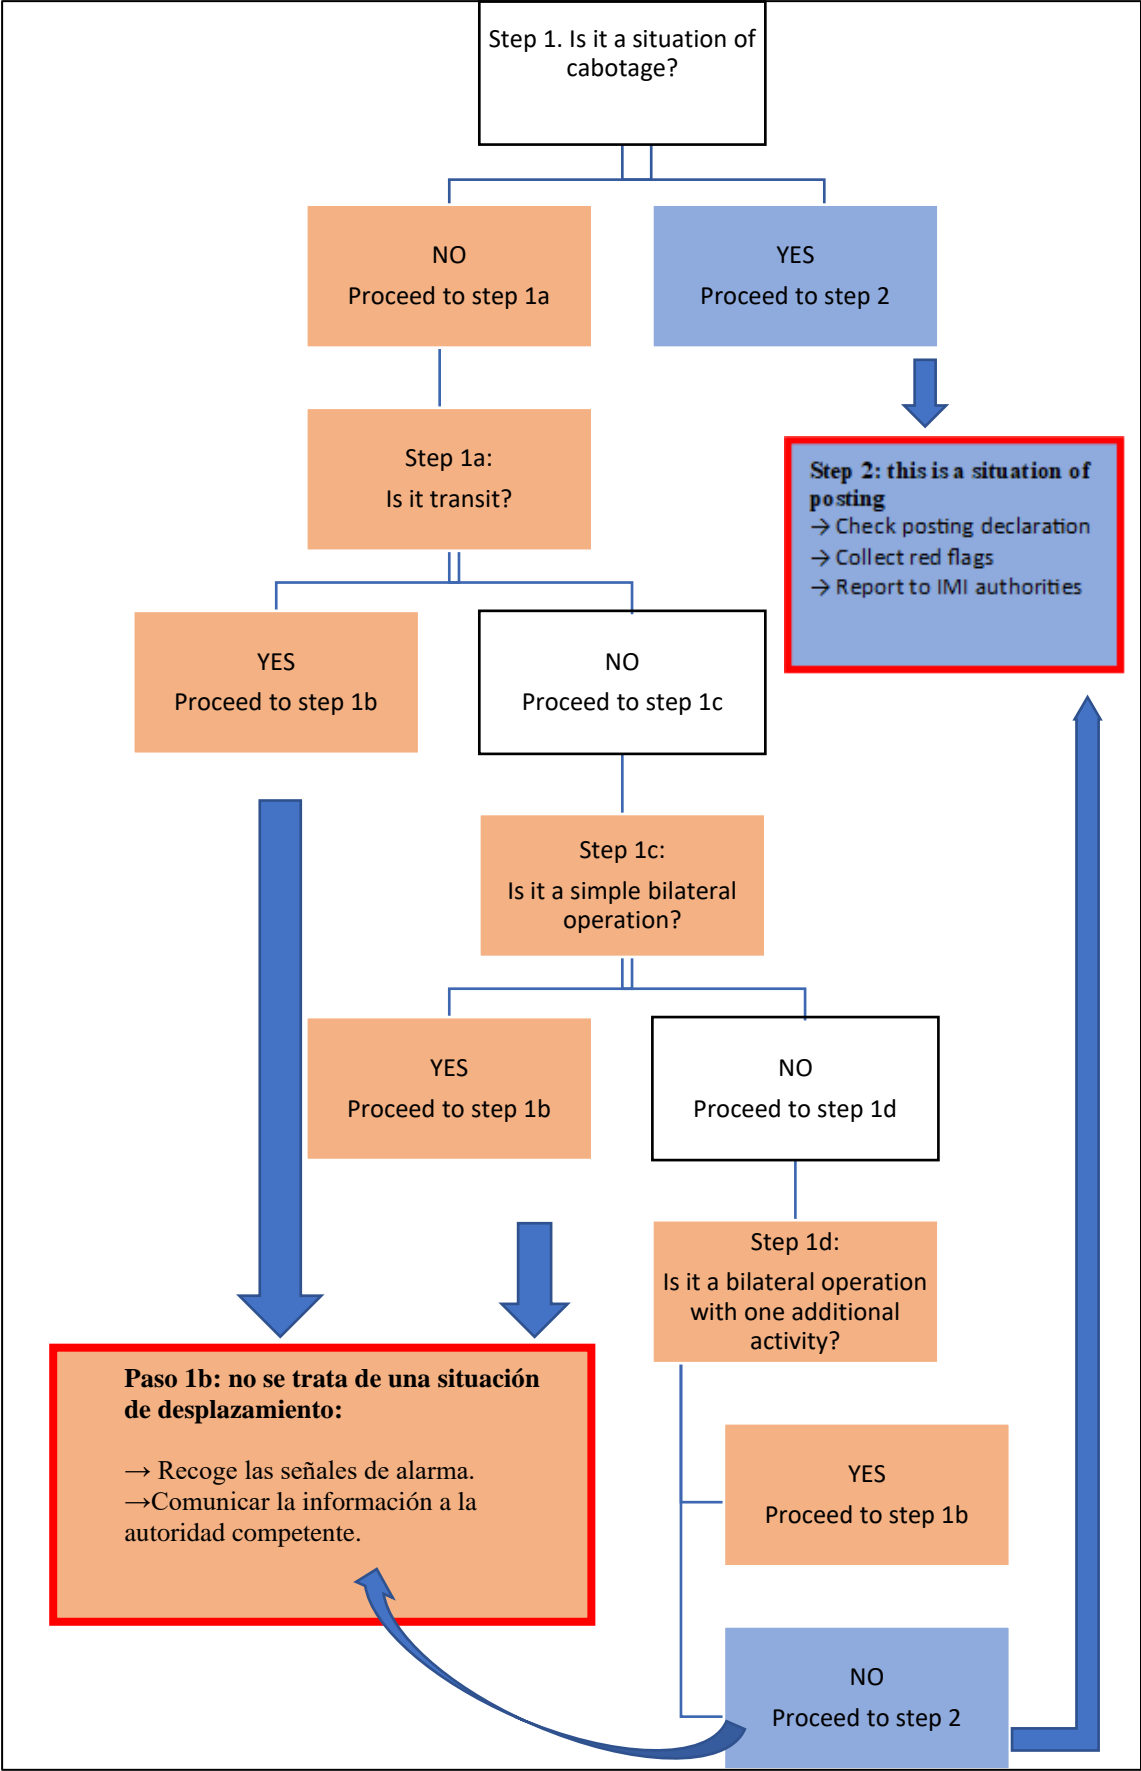 Step 1. Is it a situation of
cabotage?
NO
Proceed to step 1a
YES
Proceed to step 2
Step 1a:
Is it transit?
Step 2: this is a situation of
posting
→ Check posting declaration
→ Collect red flags
→ Report to IMI authorities
YES
Proceed to step 1b
NO
Proceed to step 1c
Step 1c:
Is it a simple bilateral
operation?
YES
Proceed to step 1b
NO
Proceed to step 1d
Step 1d:
Is it a bilateral operation
with one additional
activity?
Paso 1b: no se trata de una situación
de desplazamiento:
→ Recoge las señales de alarma.
→Comunicar la información a la
autoridad competente.
YES
Proceed to step 1b
NO
Proceed to step 2